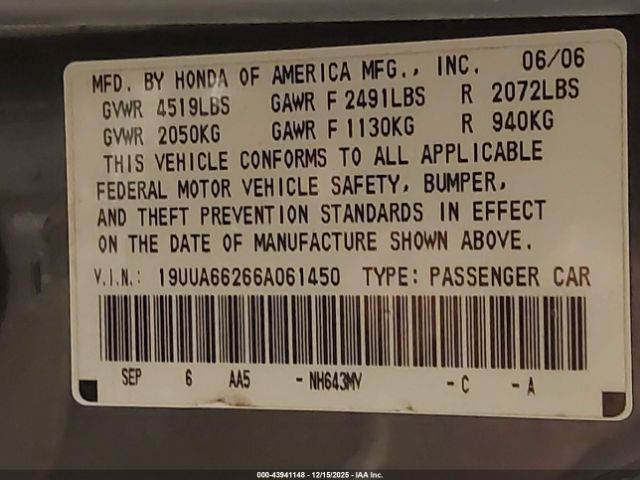 MFD. BY HONDA OF AMERICA MFG., INC. 06/06
GVWR 4519LBS GAWR F 2491LBS R 2072LBS
GVWR 2050KG GAWR F 1130KG R 940KG
THIS VEHICLE CONFORMS TO ALL APPLICABLE
FEDERAL MOTOR VEHICLE SAFETY, BUMPER,
AND THEFT PREVENTION STANDARDS IN EFFECT
ON THE DATE OF MANUFACTURE SHOWN ABOVE.
V.I.N.: 19UUA66266A061450 TYPE: PASSENGER CAR
SEP 6 AA5 - NH643MV - C - A
000-43941148 - 12/15/2025 - IAA Inc.